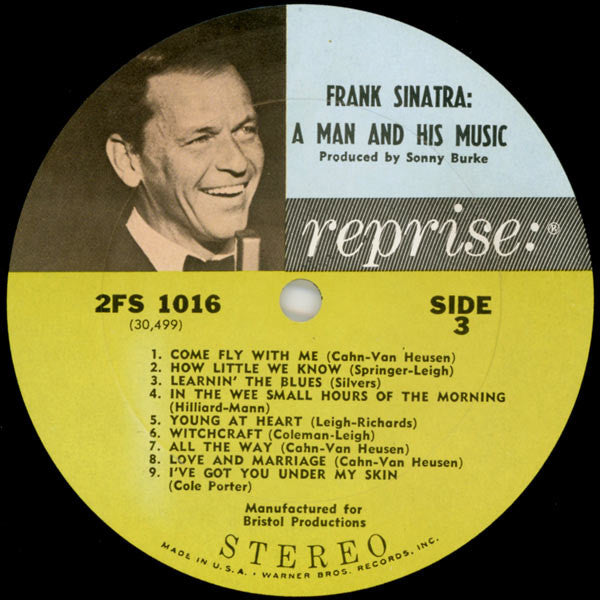 FRANK SINATRA:
A MAN AND HIS MUSIC
Produced by Sonny Burke
reprise:®
2FS 1016
(30,499)
SIDE
3
1. COME FLY WITH ME (Cahn-Van Heusen)
2. HOW LITTLE WE KNOW (Springer-Leigh)
3. LEARNIN' THE BLUES (Silvers)
4. IN THE WEE SMALL HOURS OF THE MORNING
(Hilliard-Mann)
5. YOUNG AT HEART (Leigh-Richards)
6. WITCHCRAFT (Coleman-Leigh)
7. ALL THE WAY (Cahn-Van Heusen)
8. LOVE AND MARRIAGE (Cahn-Van Heusen)
9. I'VE GOT YOU UNDER MY SKIN
(Cole Porter)
Manufactured for
Bristol Productions
STEREO
MADE IN U.S.A. • WARNER BROS. RECORDS, INC.